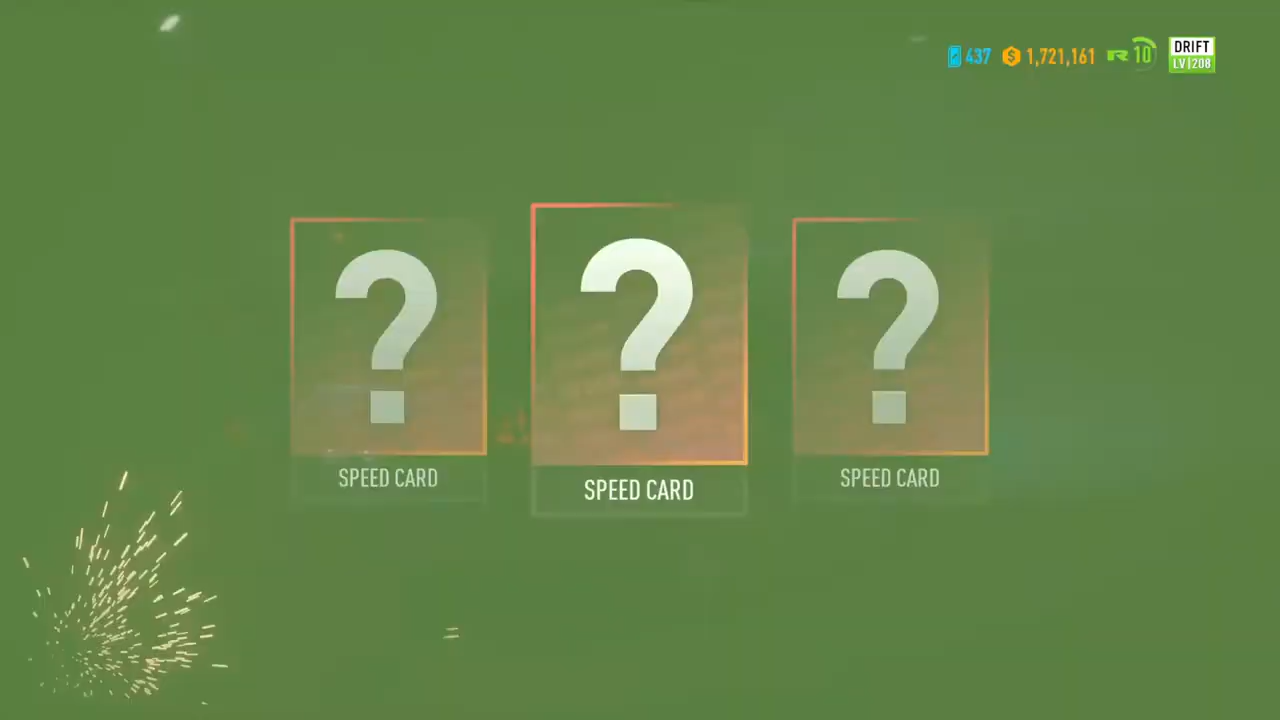 437 1,721,161 R 10 DRIFT
LV|208
? ? ?
SPEED CARD SPEED CARD SPEED CARD